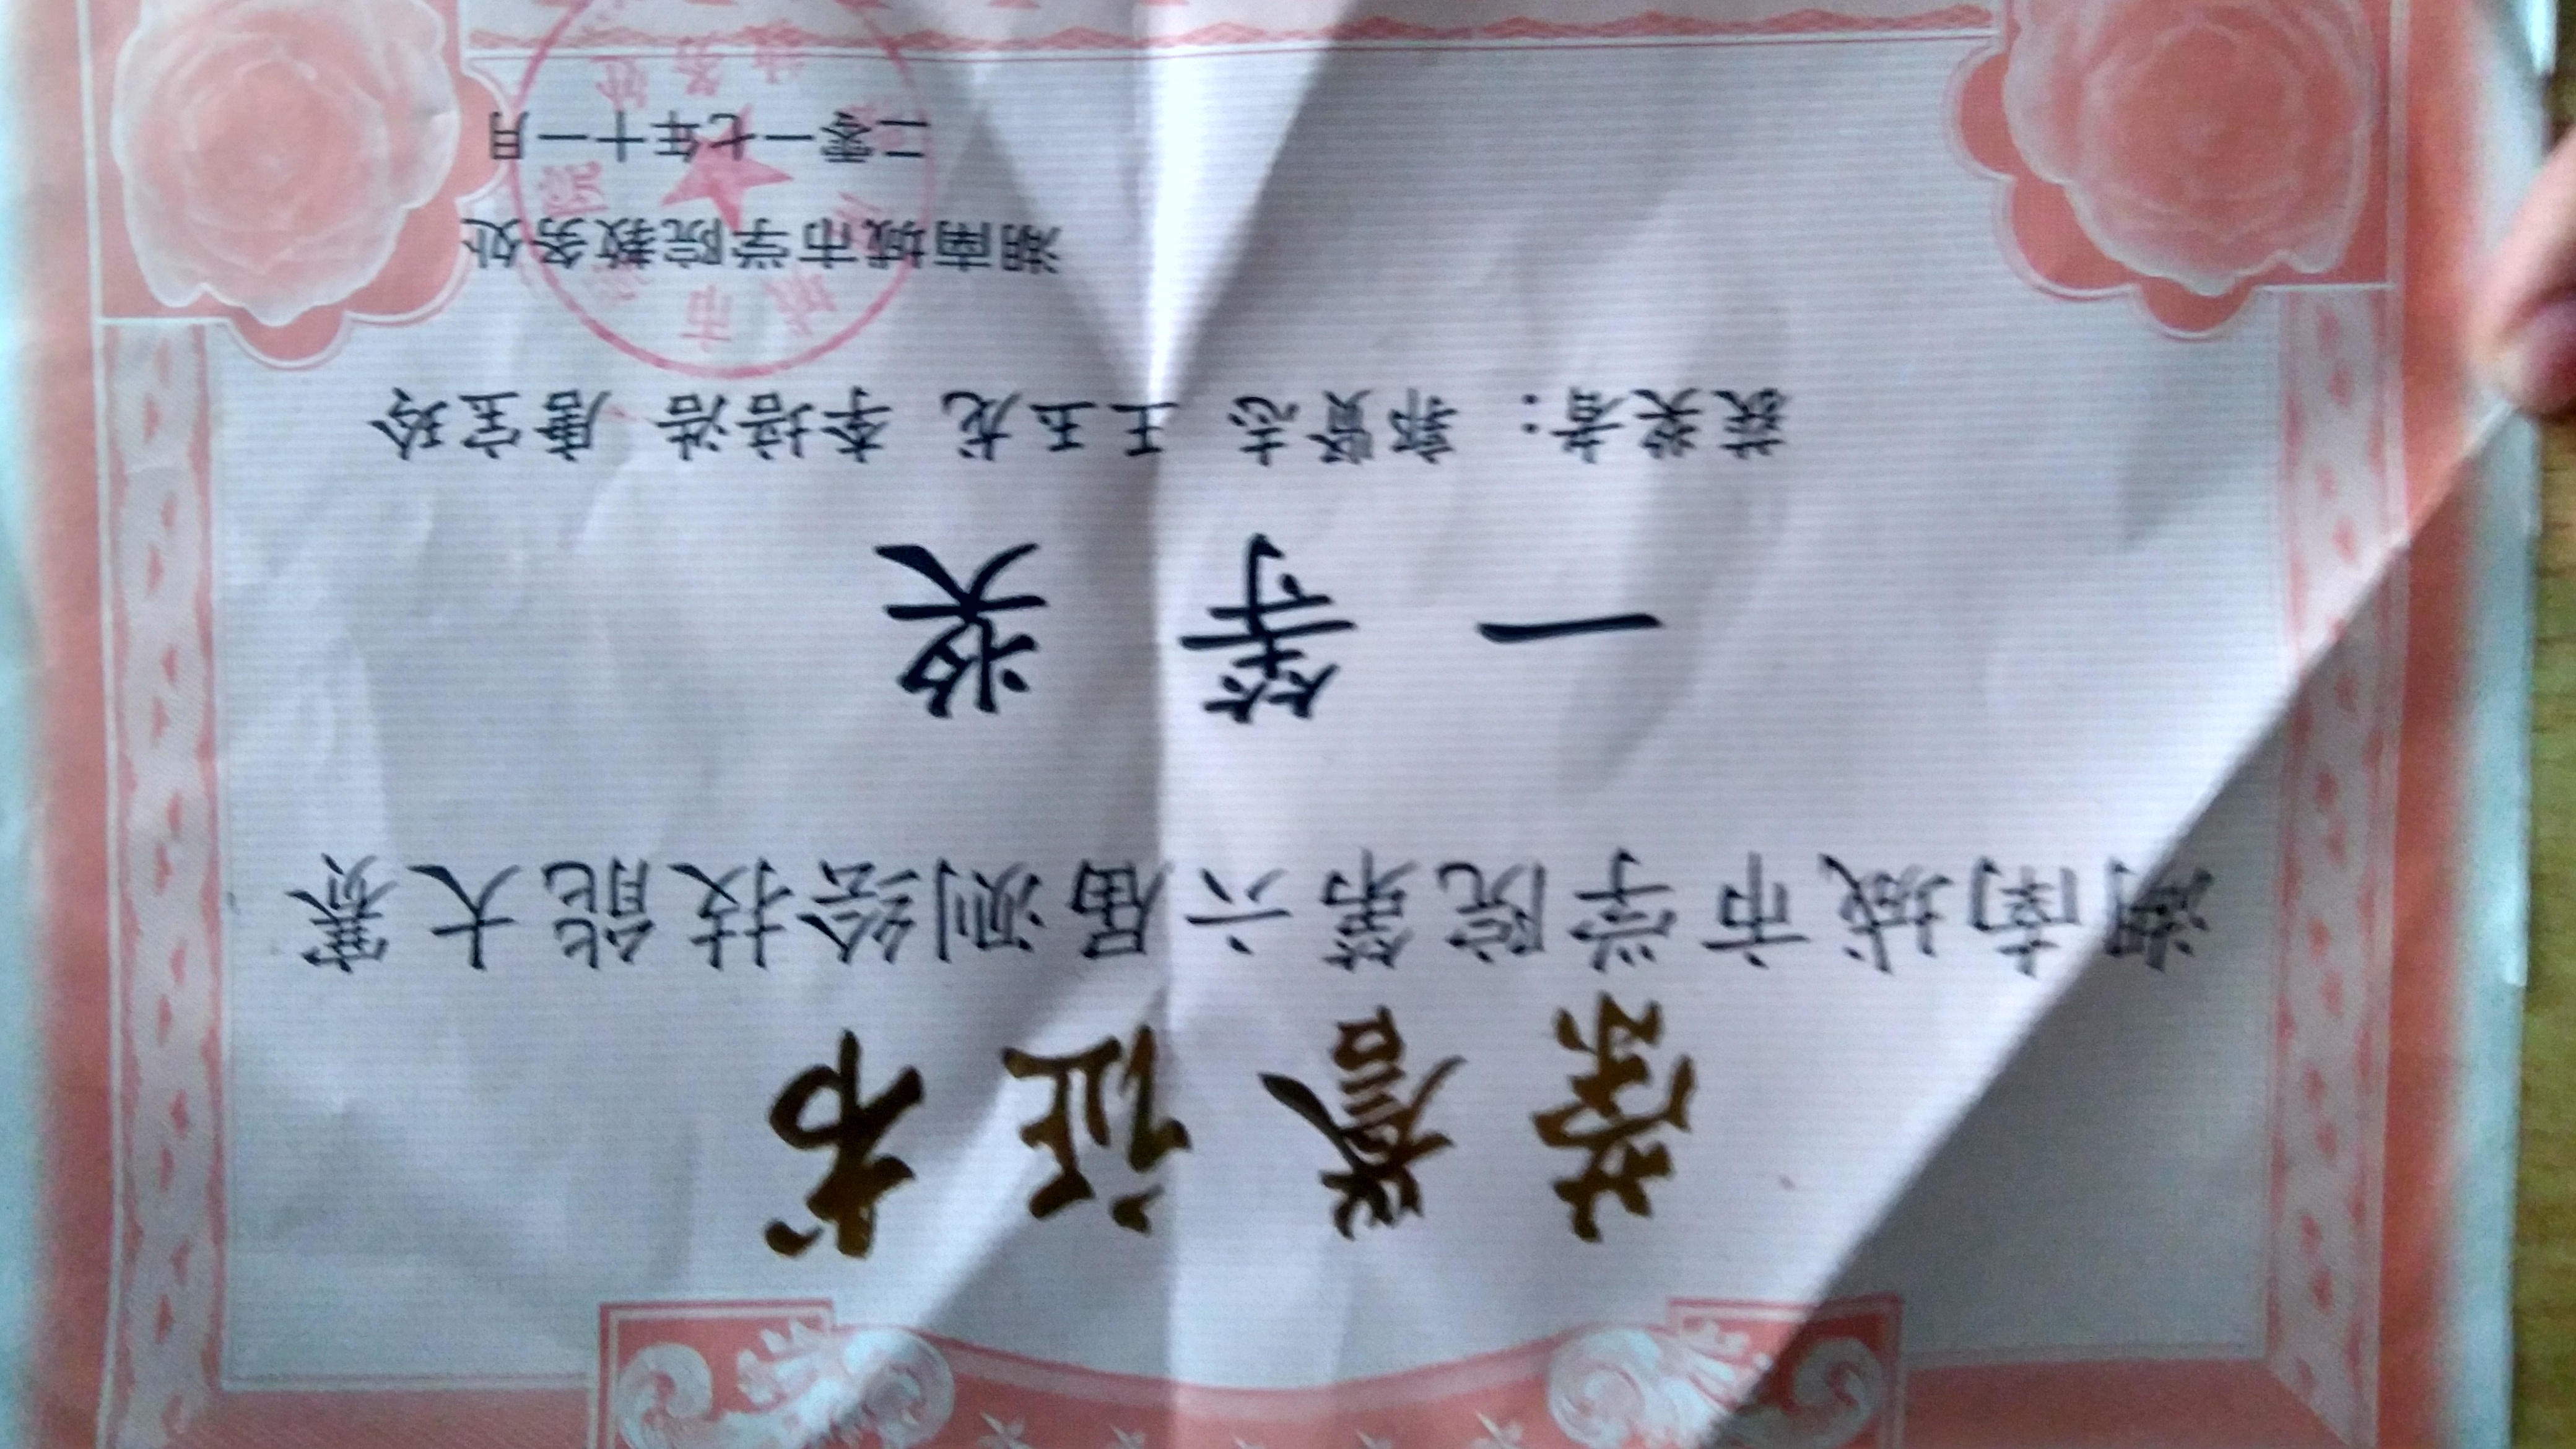 荣誉证书
湖南城市学院第六届测绘技能大赛
一等奖
获奖者：郭贤志 王玉龙 李培浩 唐宝玲
湖南城市学院教务处
二零一七年十一月
城市
教务处